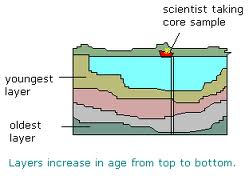 scientist taking
core sample
youngest
layer
oldest
layer
Layers increase in age from top to bottom.